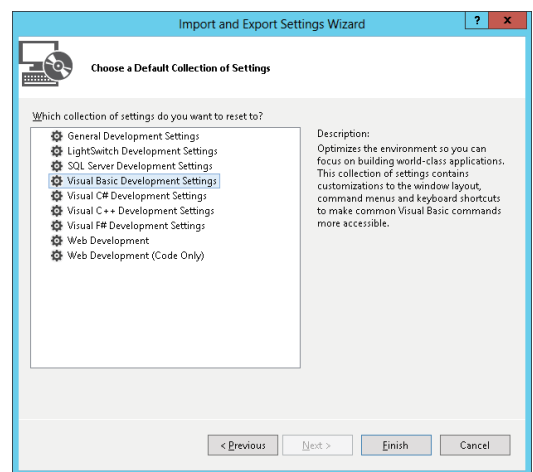 Import and Export Settings Wizard
?
x
Choose a Default Collection of Settings
Which collection of settings do you want to reset to?
General Development Settings
LightSwitch Development Settings
SQL Server Development Settings
Visual Basic Development Settings
Visual C# Development Settings
Visual C++ Development Settings
Visual F# Development Settings
Web Development
Web Development (Code Only)
Description:
Optimizes the environment so you can
focus on building world-class applications.
This collection of settings contains
customizations to the window layout,
command menus and keyboard shortcuts
to make common Visual Basic commands
more accessible.
< Previous
Next >
Finish
Cancel